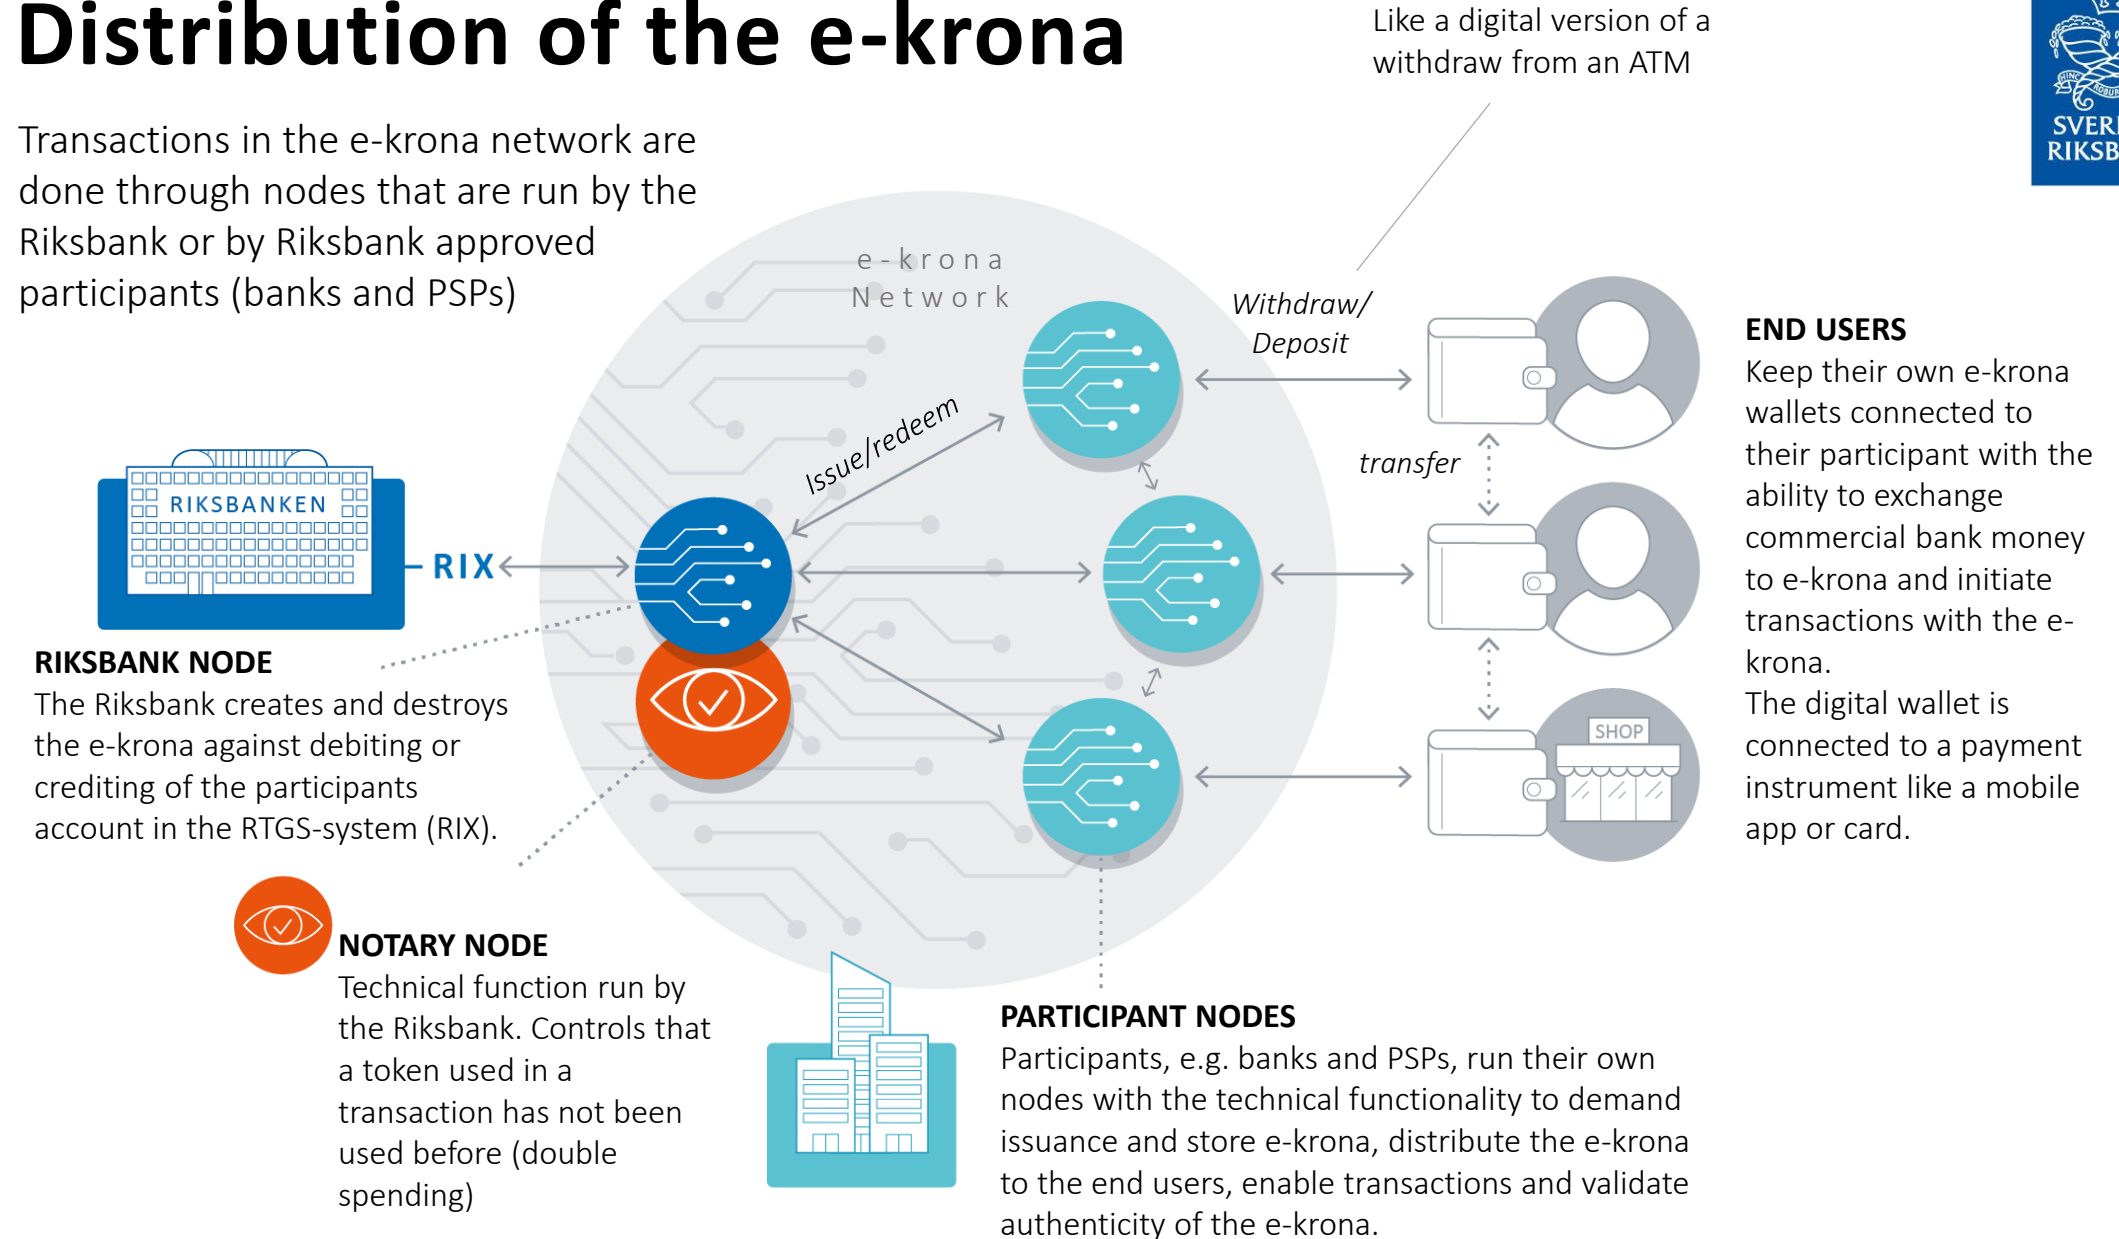 Distribution of the e-krona
Like a digital version of a
withdraw from an ATM
Transactions in the e-krona network are
done through nodes that are run by the
Riksbank or by Riksbank approved
participants (banks and PSPs)
e-krona
Network
Withdraw/
Deposit
Issue/redeem
transfer
RIKSBANKEN
RIX
SHOP
RIKSBANK NODE
The Riksbank creates and destroys
the e-krona against debiting or
crediting of the participants
account in the RTGS-system (RIX).
NOTARY NODE
Technical function run by
the Riksbank. Controls that
a token used in a
transaction has not been
used before (double
spending)
PARTICIPANT NODES
Participants, e.g. banks and PSPs, run their own
nodes with the technical functionality to demand
issuance and store e-krona, distribute the e-krona
to the end users, enable transactions and validate
authenticity of the e-krona.
END USERS
Keep their own e-krona
wallets connected to
their participant with the
ability to exchange
commercial bank money
to e-krona and initiate
transactions with the e-
krona.
The digital wallet is
connected to a payment
instrument like a mobile
app or card.